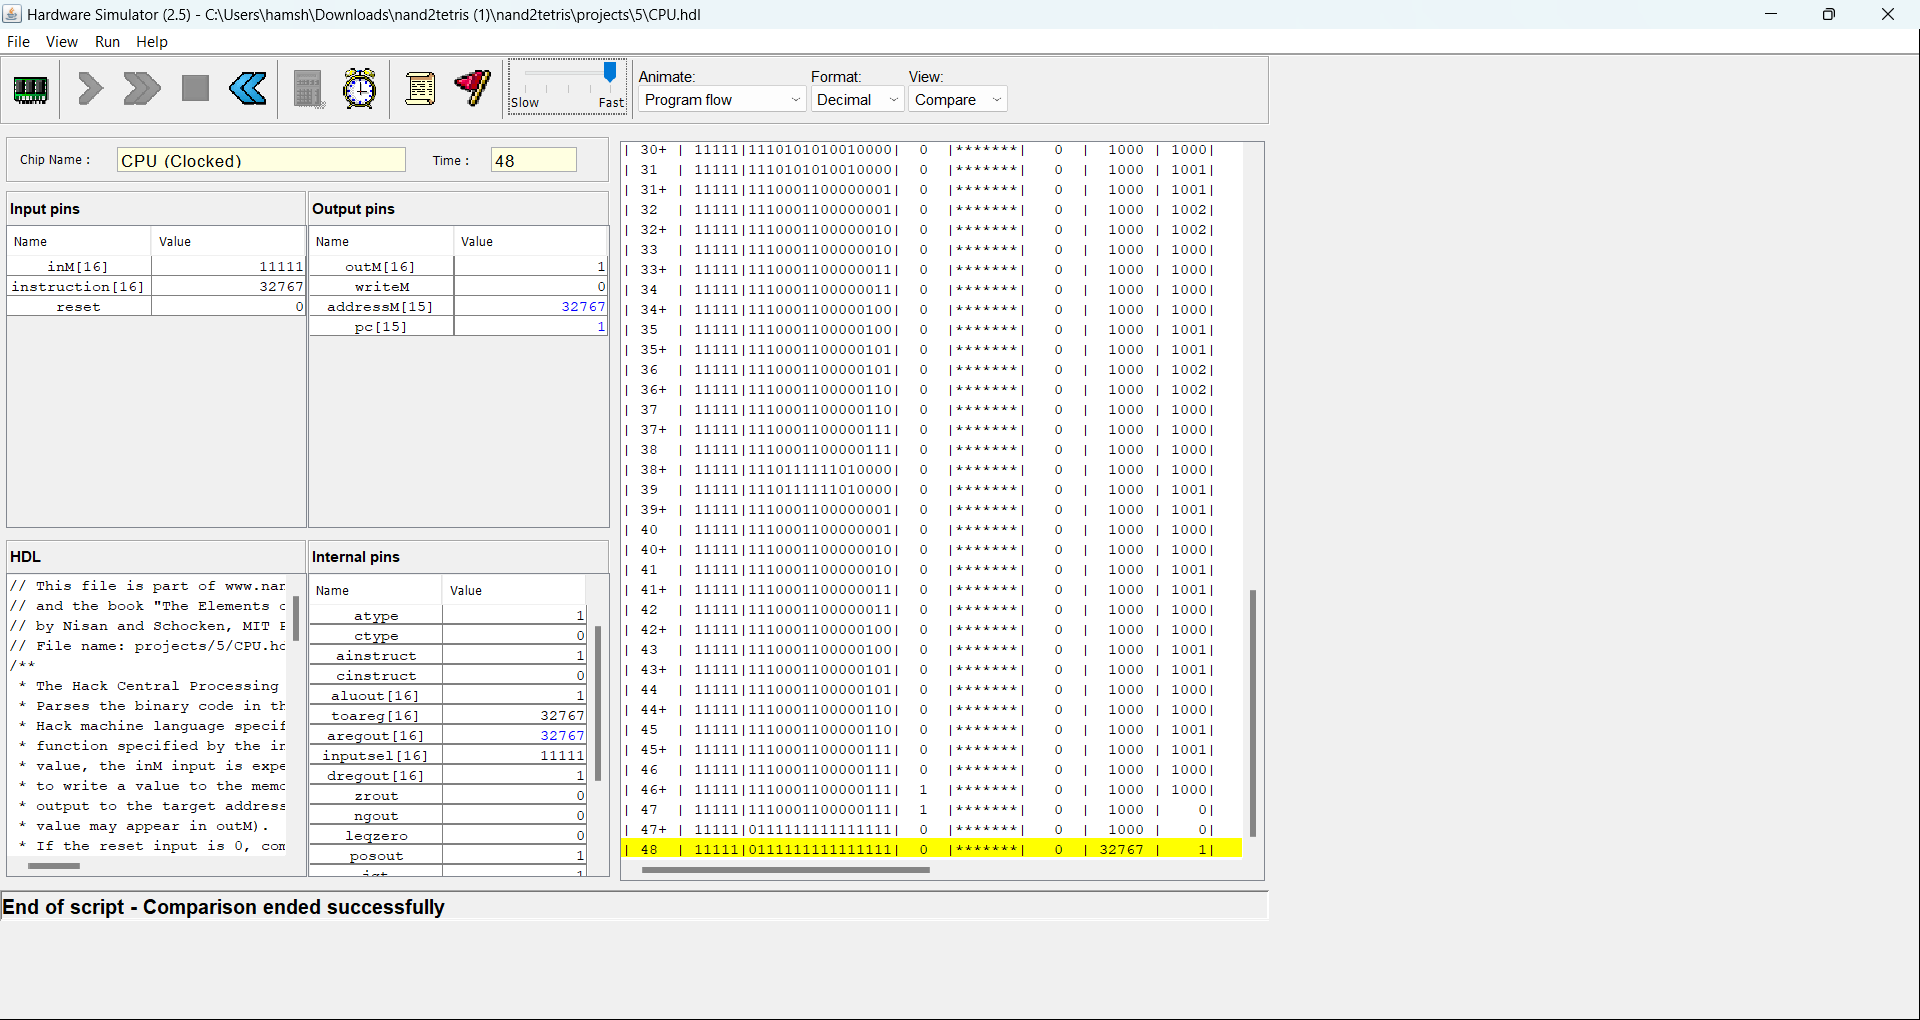 Hardware Simulator (2.5) - C:\Users\hamsh\Downloads\nand2tetris (1)\nand2tetris\projects\5\CPU.hdl
File View Run Help
Slow Fast
Animate: Format: View:
Program flow Decimal Compare
Chip Name : CPU (Clocked) Time : 48
Input pins
Name Value
inM[16] 11111
instruction[16] 32767
reset 0
Output pins
Name Value
outM[16] 1
writeM 0
addressM[15] 32767
pc[15] 1
HDL
// This file is part of www.nan
// and the book "The Elements o
// by Nisan and Schocken, MIT P
// File name: projects/5/CPU.hd
/**
* The Hack Central Processing
* Parses the binary code in th
* Hack machine language specif
* function specified by the in
* value, the inM input is expe
* to write a value to the memo
* output to the target address
* value may appear in outM).
* If the reset input is 0, com
Internal pins
Name Value
atype 1
ctype 0
ainstruct 1
cinstruct 0
aluout[16] 1
toareg[16] 32767
aregout[16] 32767
inputsel[16] 11111
dregout[16] 1
zrout 0
ngout 0
leqzero 0
posout 1
jgt 1
| 30+ | 11111|1110101010010000| 0 |*******| 0 | 1000 | 1000|
| 31 | 11111|1110101010010000| 0 |*******| 0 | 1000 | 1001|
| 31+ | 11111|1110001100000001| 0 |*******| 0 | 1000 | 1001|
| 32 | 11111|1110001100000001| 0 |*******| 0 | 1000 | 1002|
| 32+ | 11111|1110001100000010| 0 |*******| 0 | 1000 | 1002|
| 33 | 11111|1110001100000010| 0 |*******| 0 | 1000 | 1000|
| 33+ | 11111|1110001100000011| 0 |*******| 0 | 1000 | 1000|
| 34 | 11111|1110001100000011| 0 |*******| 0 | 1000 | 1000|
| 34+ | 11111|1110001100000100| 0 |*******| 0 | 1000 | 1000|
| 35 | 11111|1110001100000100| 0 |*******| 0 | 1000 | 1001|
| 35+ | 11111|1110001100000101| 0 |*******| 0 | 1000 | 1001|
| 36 | 11111|1110001100000101| 0 |*******| 0 | 1000 | 1002|
| 36+ | 11111|1110001100000110| 0 |*******| 0 | 1000 | 1002|
| 37 | 11111|1110001100000110| 0 |*******| 0 | 1000 | 1000|
| 37+ | 11111|1110001100000111| 0 |*******| 0 | 1000 | 1000|
| 38 | 11111|1110001100000111| 0 |*******| 0 | 1000 | 1000|
| 38+ | 11111|1110111111010000| 0 |*******| 0 | 1000 | 1000|
| 39 | 11111|1110111111010000| 0 |*******| 0 | 1000 | 1001|
| 39+ | 11111|1110001100000001| 0 |*******| 0 | 1000 | 1001|
| 40 | 11111|1110001100000001| 0 |*******| 0 | 1000 | 1000|
| 40+ | 11111|1110001100000010| 0 |*******| 0 | 1000 | 1000|
| 41 | 11111|1110001100000010| 0 |*******| 0 | 1000 | 1001|
| 41+ | 11111|1110001100000011| 0 |*******| 0 | 1000 | 1001|
| 42 | 11111|1110001100000011| 0 |*******| 0 | 1000 | 1000|
| 42+ | 11111|1110001100000100| 0 |*******| 0 | 1000 | 1000|
| 43 | 11111|1110001100000100| 0 |*******| 0 | 1000 | 1001|
| 43+ | 11111|1110001100000101| 0 |*******| 0 | 1000 | 1001|
| 44 | 11111|1110001100000101| 0 |*******| 0 | 1000 | 1000|
| 44+ | 11111|1110001100000110| 0 |*******| 0 | 1000 | 1000|
| 45 | 11111|1110001100000110| 0 |*******| 0 | 1000 | 1001|
| 45+ | 11111|1110001100000111| 0 |*******| 0 | 1000 | 1001|
| 46 | 11111|1110001100000111| 0 |*******| 0 | 1000 | 1000|
| 46+ | 11111|1110001100000111| 1 |*******| 0 | 1000 | 1000|
| 47 | 11111|1110001100000111| 1 |*******| 0 | 1000 | 0|
| 47+ | 11111|0111111111111111| 0 |*******| 0 | 1000 | 0|
| 48 | 11111|0111111111111111| 0 |*******| 0 | 32767 | 1|
End of script - Comparison ended successfully